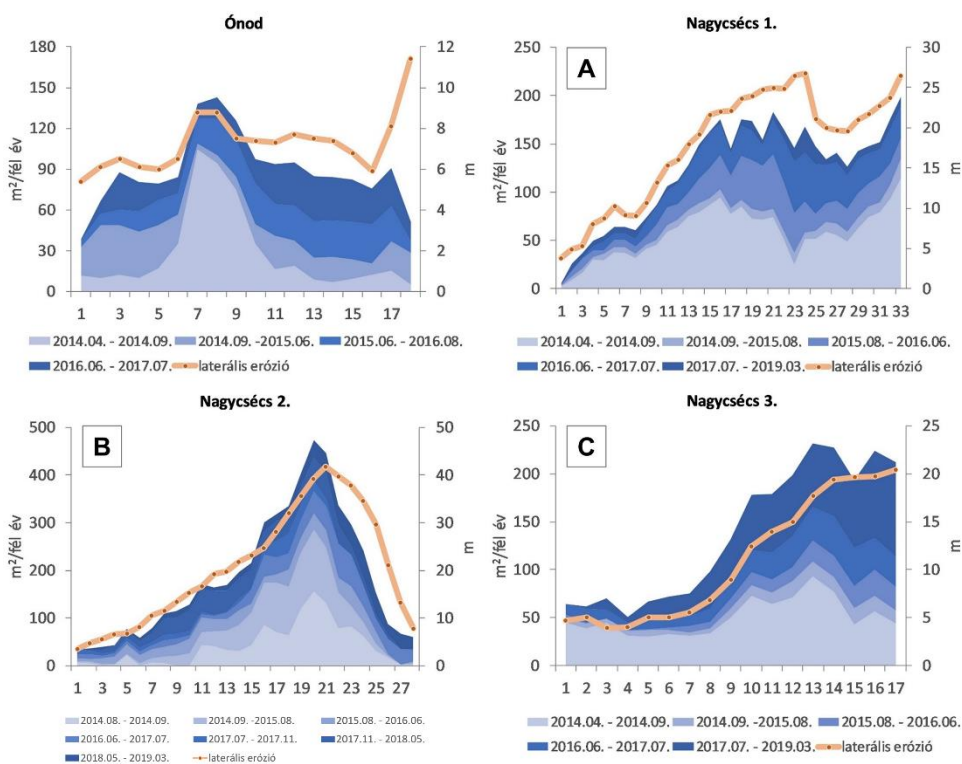 Ónod
180
150
120
90
60
30
0
m²/fél év
12
10
8
6
4
2
0
m
1 3 5 7 9 11 13 15 17
2014.04. - 2014.09. 2014.09. -2015.06. 2015.06. -2016.08.
2016.06. - 2017.07. laterális erózió
Nagycsécs 1.
A
250
200
150
100
50
0
m²/fél év
30
25
20
15
10
5
0
m
1 3 5 7 9 11 13 15 17 19 21 23 25 27 29 31 33
2014.04. - 2014.09. 2014.09. -2015.08. 2015.08. -2016.06.
2016.06. - 2017.07. 2017.07. - 2019.03. laterális erózió
Nagycsécs 2.
B
500
400
300
200
100
0
m²/fél év
50
40
30
20
10
0
m
1 3 5 7 9 11 13 15 17 19 21 23 25 27
2014.08. - 2014.09. 2014.09. -2015.08. 2015.08. -2016.06.
2016.06. - 2017.07. 2017.07. - 2017.11. 2017.11. - 2018.05.
2018.05. - 2019.03. laterális erózió
Nagycsécs 3.
C
250
200
150
100
50
0
m²/fél év
25
20
15
10
5
0
m
1 2 3 4 5 6 7 8 9 10 11 12 13 14 15 16 17
2014.04. - 2014.09. 2014.09. -2015.08. 2015.08. -2016.06.
2016.06. - 2017.07. 2017.07. - 2019.03. laterális erózió